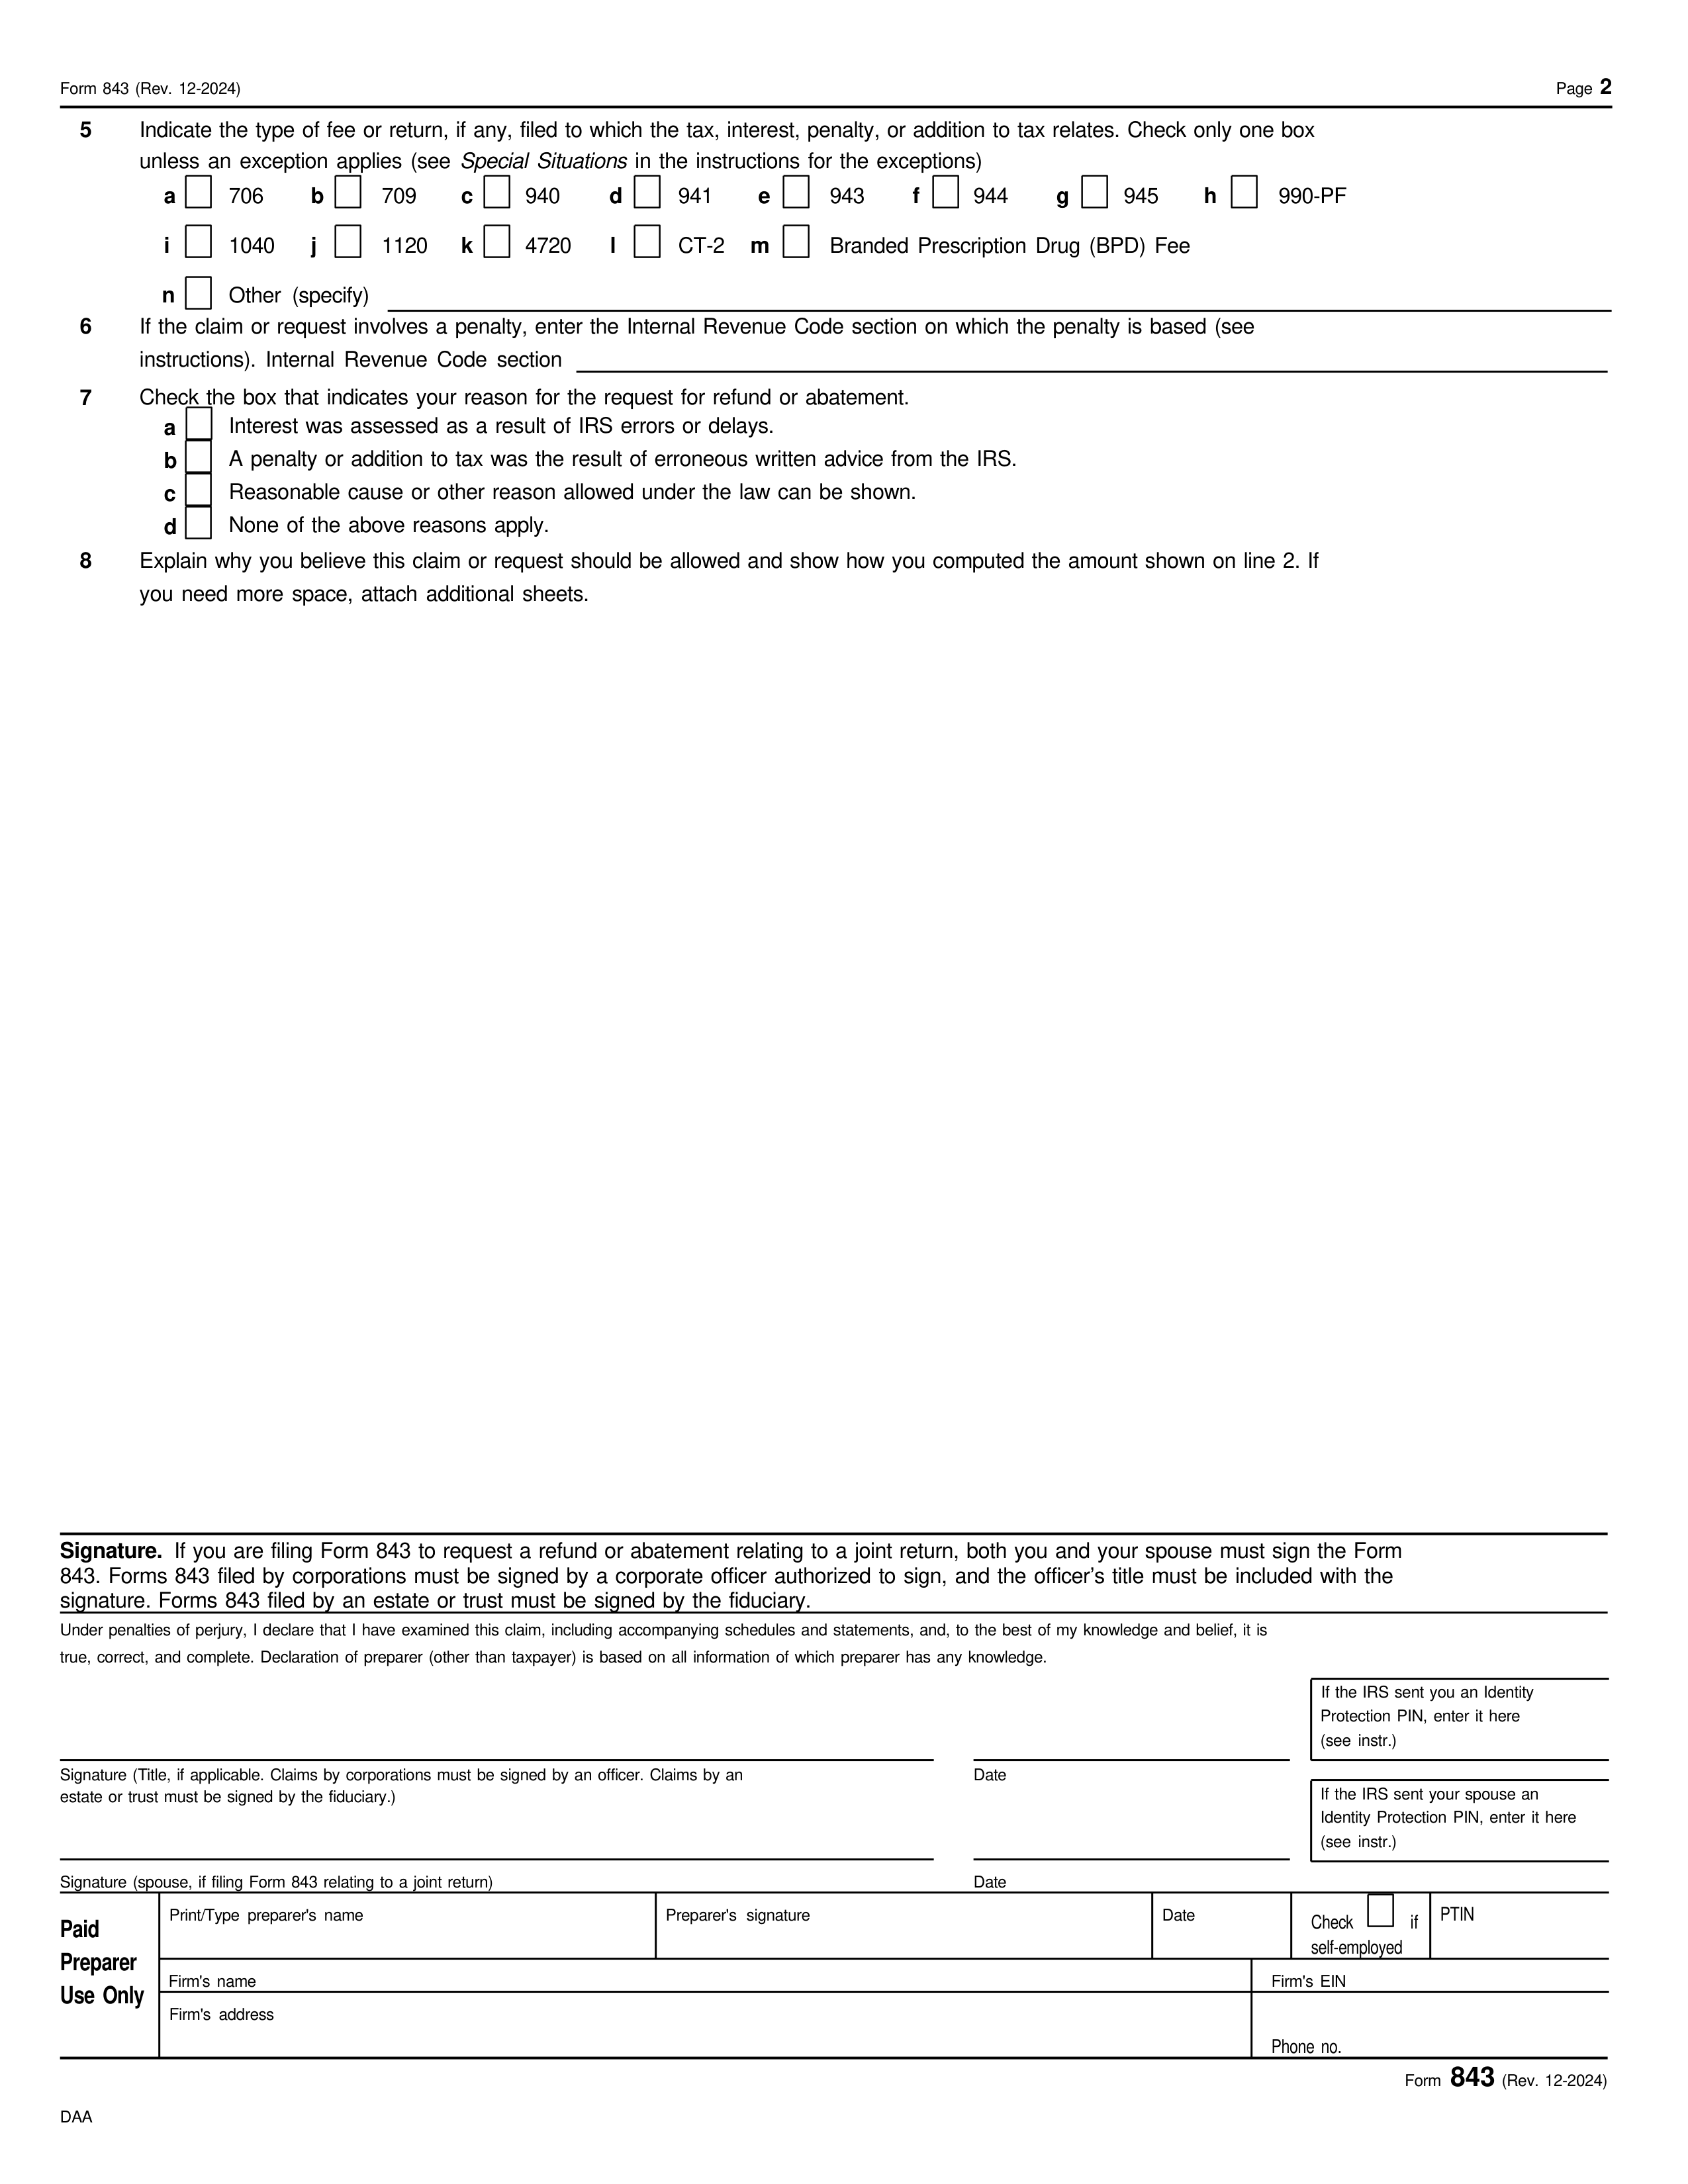 Form 843 (Rev. 12-2024) Page 2
5 Indicate the type of fee or return, if any, filed to which the tax, interest, penalty, or addition to tax relates. Check only one box
unless an exception applies (see Special Situations in the instructions for the exceptions)
a 706 b 709 c 940 d 941 e 943 f 944 g 945 h 990-PF
i 1040 j 1120 k 4720 l CT-2 m Branded Prescription Drug (BPD) Fee
n Other (specify)
6 If the claim or request involves a penalty, enter the Internal Revenue Code section on which the penalty is based (see
instructions). Internal Revenue Code section
7 Check the box that indicates your reason for the request for refund or abatement.
a Interest was assessed as a result of IRS errors or delays.
b A penalty or addition to tax was the result of erroneous written advice from the IRS.
c Reasonable cause or other reason allowed under the law can be shown.
d None of the above reasons apply.
8 Explain why you believe this claim or request should be allowed and show how you computed the amount shown on line 2. If
you need more space, attach additional sheets.
Signature. If you are filing Form 843 to request a refund or abatement relating to a joint return, both you and your spouse must sign the Form
843. Forms 843 filed by corporations must be signed by a corporate officer authorized to sign, and the officer’s title must be included with the
signature. Forms 843 filed by an estate or trust must be signed by the fiduciary.
Under penalties of perjury, I declare that I have examined this claim, including accompanying schedules and statements, and, to the best of my knowledge and belief, it is
true, correct, and complete. Declaration of preparer (other than taxpayer) is based on all information of which preparer has any knowledge.
If the IRS sent you an Identity
Protection PIN, enter it here
(see instr.)
Signature (Title, if applicable. Claims by corporations must be signed by an officer. Claims by an Date
estate or trust must be signed by the fiduciary.)
If the IRS sent your spouse an
Identity Protection PIN, enter it here
(see instr.)
Signature (spouse, if filing Form 843 relating to a joint return) Date
Paid
Preparer
Use Only
Print/Type preparer's name Preparer's signature Date Check if PTIN
self-employed
Firm's name Firm's EIN
Firm's address
Phone no.
Form 843 (Rev. 12-2024)
DAA